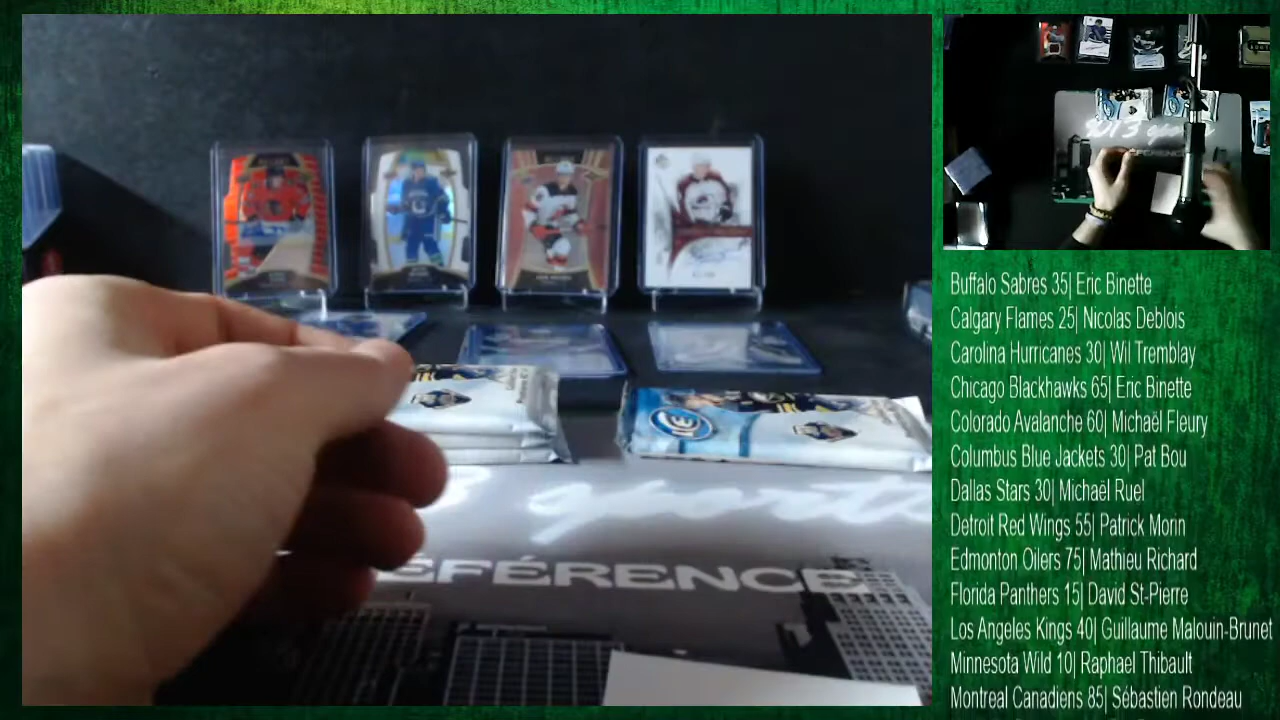 ICE
3 quarts
ÉFÉRENCE
Buffalo Sabres 35| Eric Binette
Calgary Flames 25| Nicolas Deblois
Carolina Hurricanes 30| Wil Tremblay
Chicago Blackhawks 65| Eric Binette
Colorado Avalanche 60| Michaël Fleury
Columbus Blue Jackets 30| Pat Bou
Dallas Stars 30| Michaël Ruel
Detroit Red Wings 55| Patrick Morin
Edmonton Oilers 75| Mathieu Richard
Florida Panthers 15| David St-Pierre
Los Angeles Kings 40| Guillaume Malouin-Brunet
Minnesota Wild 10| Raphael Thibault
Montreal Canadiens 85| Sébastien Rondeau